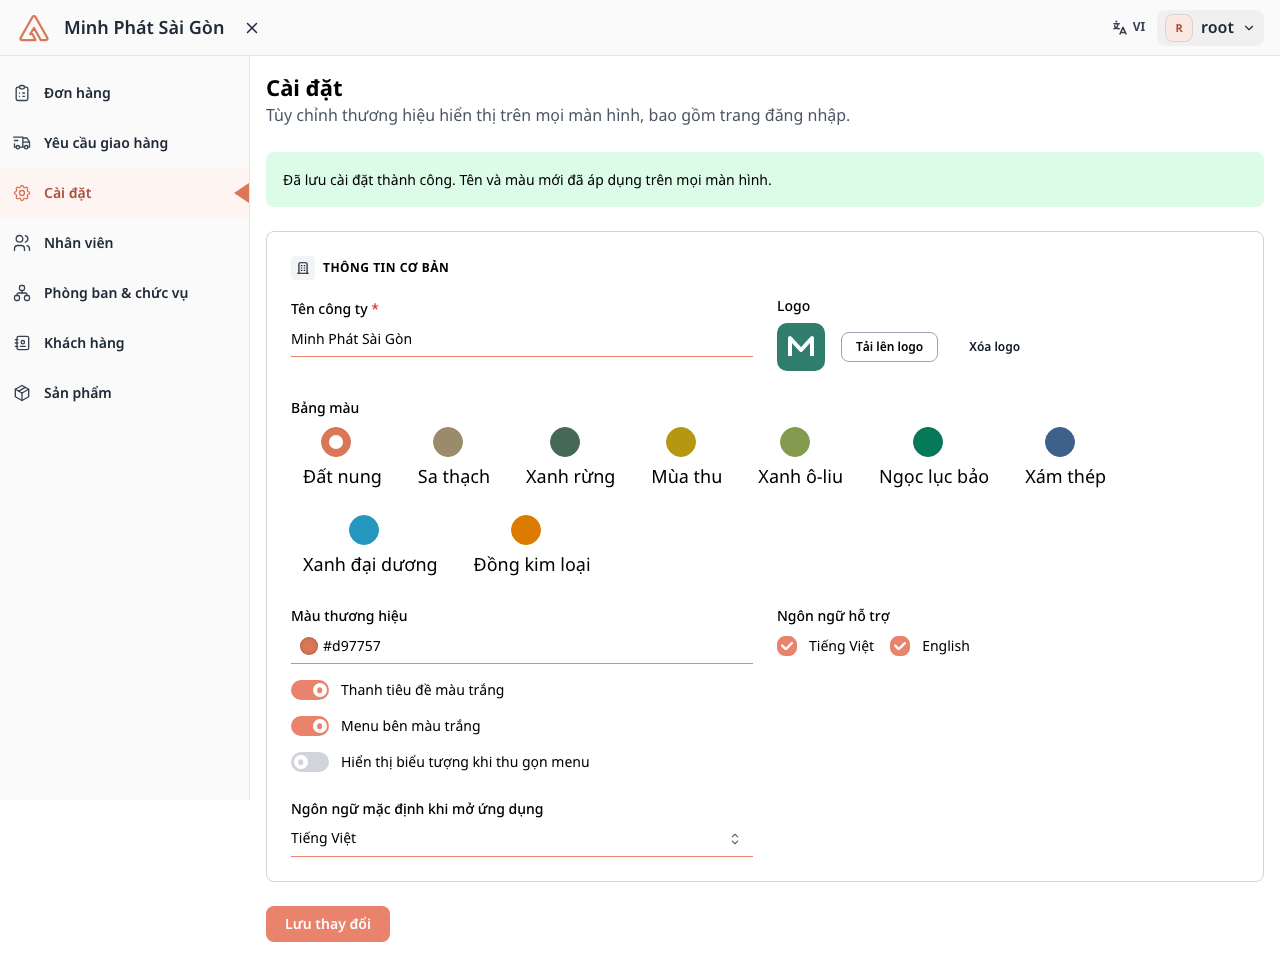 Minh Phát Sài Gòn
VI
R
root
Đơn hàng
Yêu cầu giao hàng
Cài đặt
Nhân viên
Phòng ban & chức vụ
Khách hàng
Sản phẩm
Cài đặt
Tùy chỉnh thương hiệu hiển thị trên mọi màn hình, bao gồm trang đăng nhập.
Đã lưu cài đặt thành công. Tên và màu mới đã áp dụng trên mọi màn hình.
THÔNG TIN CƠ BẢN
Tên công ty *
Minh Phát Sài Gòn
Logo
M
Tải lên logo
Xóa logo
Bảng màu
Đất nung
Sa thạch
Xanh rừng
Mùa thu
Xanh ô-liu
Ngọc lục bảo
Xám thép
Xanh đại dương
Đồng kim loại
Màu thương hiệu
#d97757
Ngôn ngữ hỗ trợ
Tiếng Việt
English
Thanh tiêu đề màu trắng
Menu bên màu trắng
Hiển thị biểu tượng khi thu gọn menu
Ngôn ngữ mặc định khi mở ứng dụng
Tiếng Việt
Lưu thay đổi